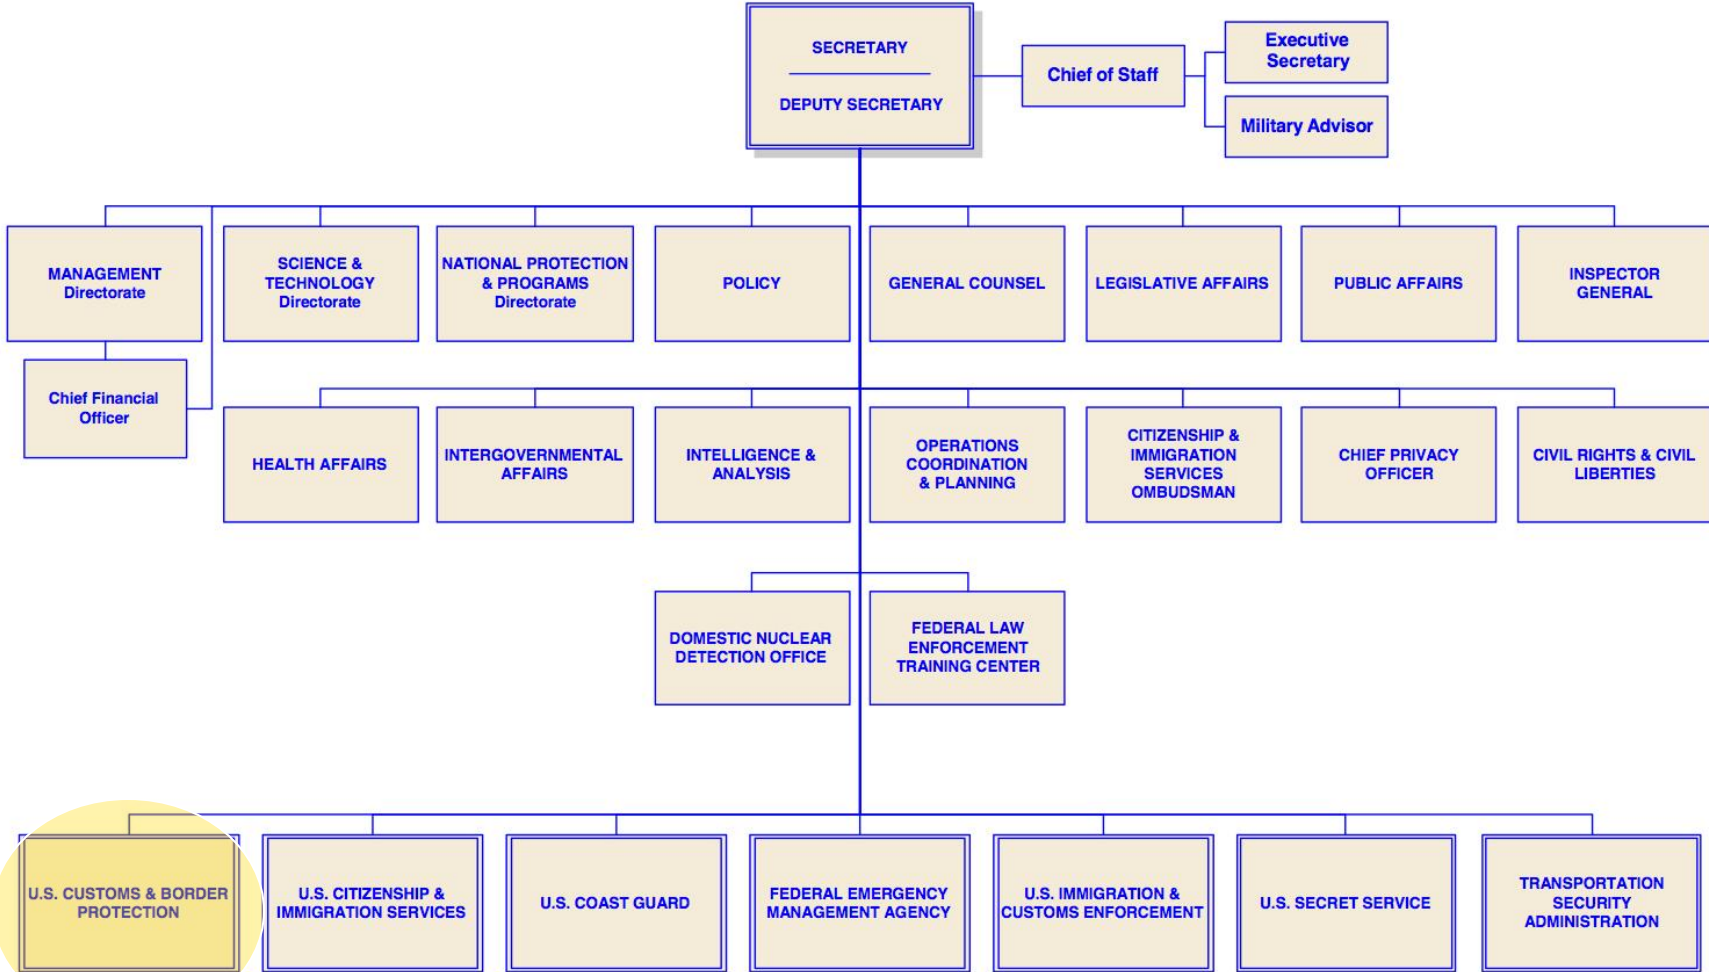 SECRETARY
DEPUTY SECRETARY
Chief of Staff
Executive
Secretary
Military Advisor
MANAGEMENT
Directorate
SCIENCE &
TECHNOLOGY
Directorate
NATIONAL PROTECTION
& PROGRAMS
Directorate
POLICY
GENERAL COUNSEL
LEGISLATIVE AFFAIRS
PUBLIC AFFAIRS
INSPECTOR
GENERAL
Chief Financial
Officer
HEALTH AFFAIRS
INTERGOVERNMENTAL
AFFAIRS
INTELLIGENCE &
ANALYSIS
OPERATIONS
COORDINATION
& PLANNING
CITIZENSHIP &
IMMIGRATION
SERVICES
OMBUDSMAN
CHIEF PRIVACY
OFFICER
CIVIL RIGHTS & CIVIL
LIBERTIES
DOMESTIC NUCLEAR
DETECTION OFFICE
FEDERAL LAW
ENFORCEMENT
TRAINING CENTER
U.S. CUSTOMS & BORDER
PROTECTION
U.S. CITIZENSHIP &
IMMIGRATION SERVICES
U.S. COAST GUARD
FEDERAL EMERGENCY
MANAGEMENT AGENCY
U.S. IMMIGRATION &
CUSTOMS ENFORCEMENT
U.S. SECRET SERVICE
TRANSPORTATION
SECURITY
ADMINISTRATION